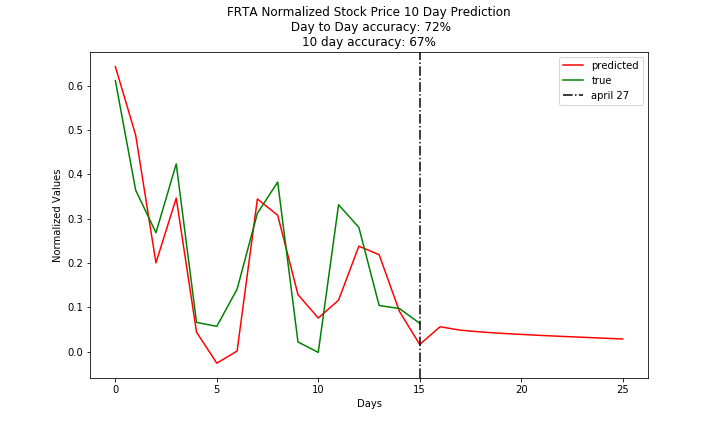 FRTA Normalized Stock Price 10 Day Prediction
Day to Day accuracy: 72%
10 day accuracy: 67%
predicted
true
april 27
Normalized Values
0.6
0.5
0.4
0.3
0.2
0.1
0.0
0 5 10 15 20 25
Days